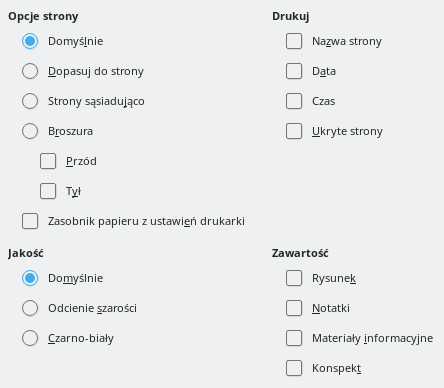 Opcje strony
Domyślnie
Dopasuj do strony
Strony sąsiadująco
Broszura
Przód
Tył
Zasobnik papieru z ustawień drukarki
Drukuj
Nazwa strony
Data
Czas
Ukryte strony
Jakość
Domyślnie
Odcienie szarości
Czarno-biały
Zawartość
Rysunek
Notatki
Materiały informacyjne
Konspekt